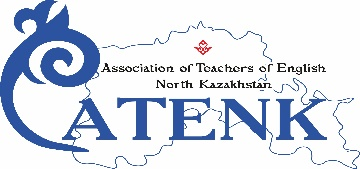 Association of Teachers of English
North Kazakhstan
ATENK